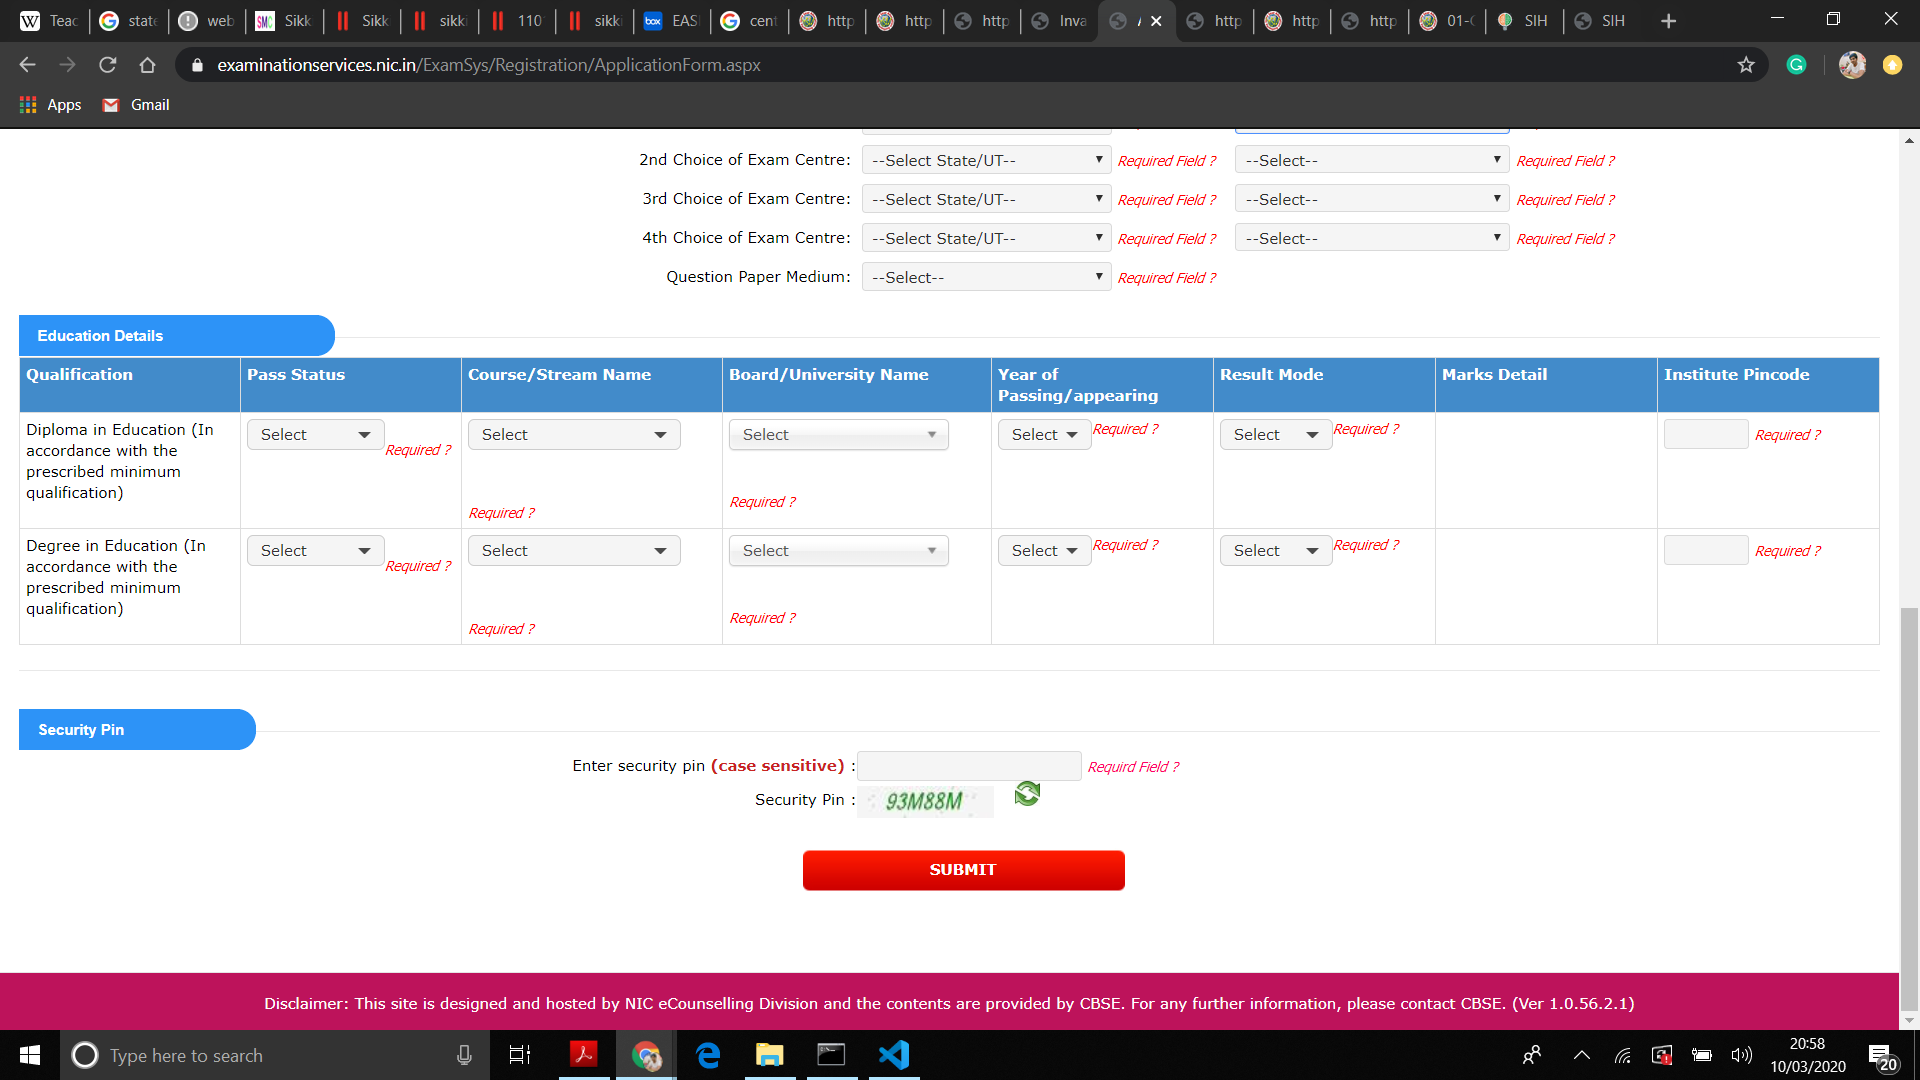 Teac
state
web
Sikk
Sikk
sikki
110
sikki
box EASI
cent
http
http
http
Inva
http
http
http
01-
SIH
SIH
examinationservices.nic.in/ExamSys/Registration/ApplicationForm.aspx
Apps Gmail
2nd Choice of Exam Centre: --Select State/UT-- Required Field ? --Select-- Required Field ?
3rd Choice of Exam Centre: --Select State/UT-- Required Field ? --Select-- Required Field ?
4th Choice of Exam Centre: --Select State/UT-- Required Field ? --Select-- Required Field ?
Question Paper Medium: --Select-- Required Field ?
Education Details
Qualification
Pass Status
Course/Stream Name
Board/University Name
Year of
Passing/appearing
Result Mode
Marks Detail
Institute Pincode
Diploma in Education (In
accordance with the
prescribed minimum
qualification)
Select Required ?
Select
Required ?
Select
Required ?
Select Required ?
Select Required ?
Required ?
Degree in Education (In
accordance with the
prescribed minimum
qualification)
Select Required ?
Select
Required ?
Select
Required ?
Select Required ?
Select Required ?
Required ?
Security Pin
Enter security pin (case sensitive) : Requird Field ?
Security Pin : 93M88M
SUBMIT
Disclaimer: This site is designed and hosted by NIC eCounselling Division and the contents are provided by CBSE. For any further information, please contact CBSE. (Ver 1.0.56.2.1)
Type here to search
20:58
10/03/2020
20